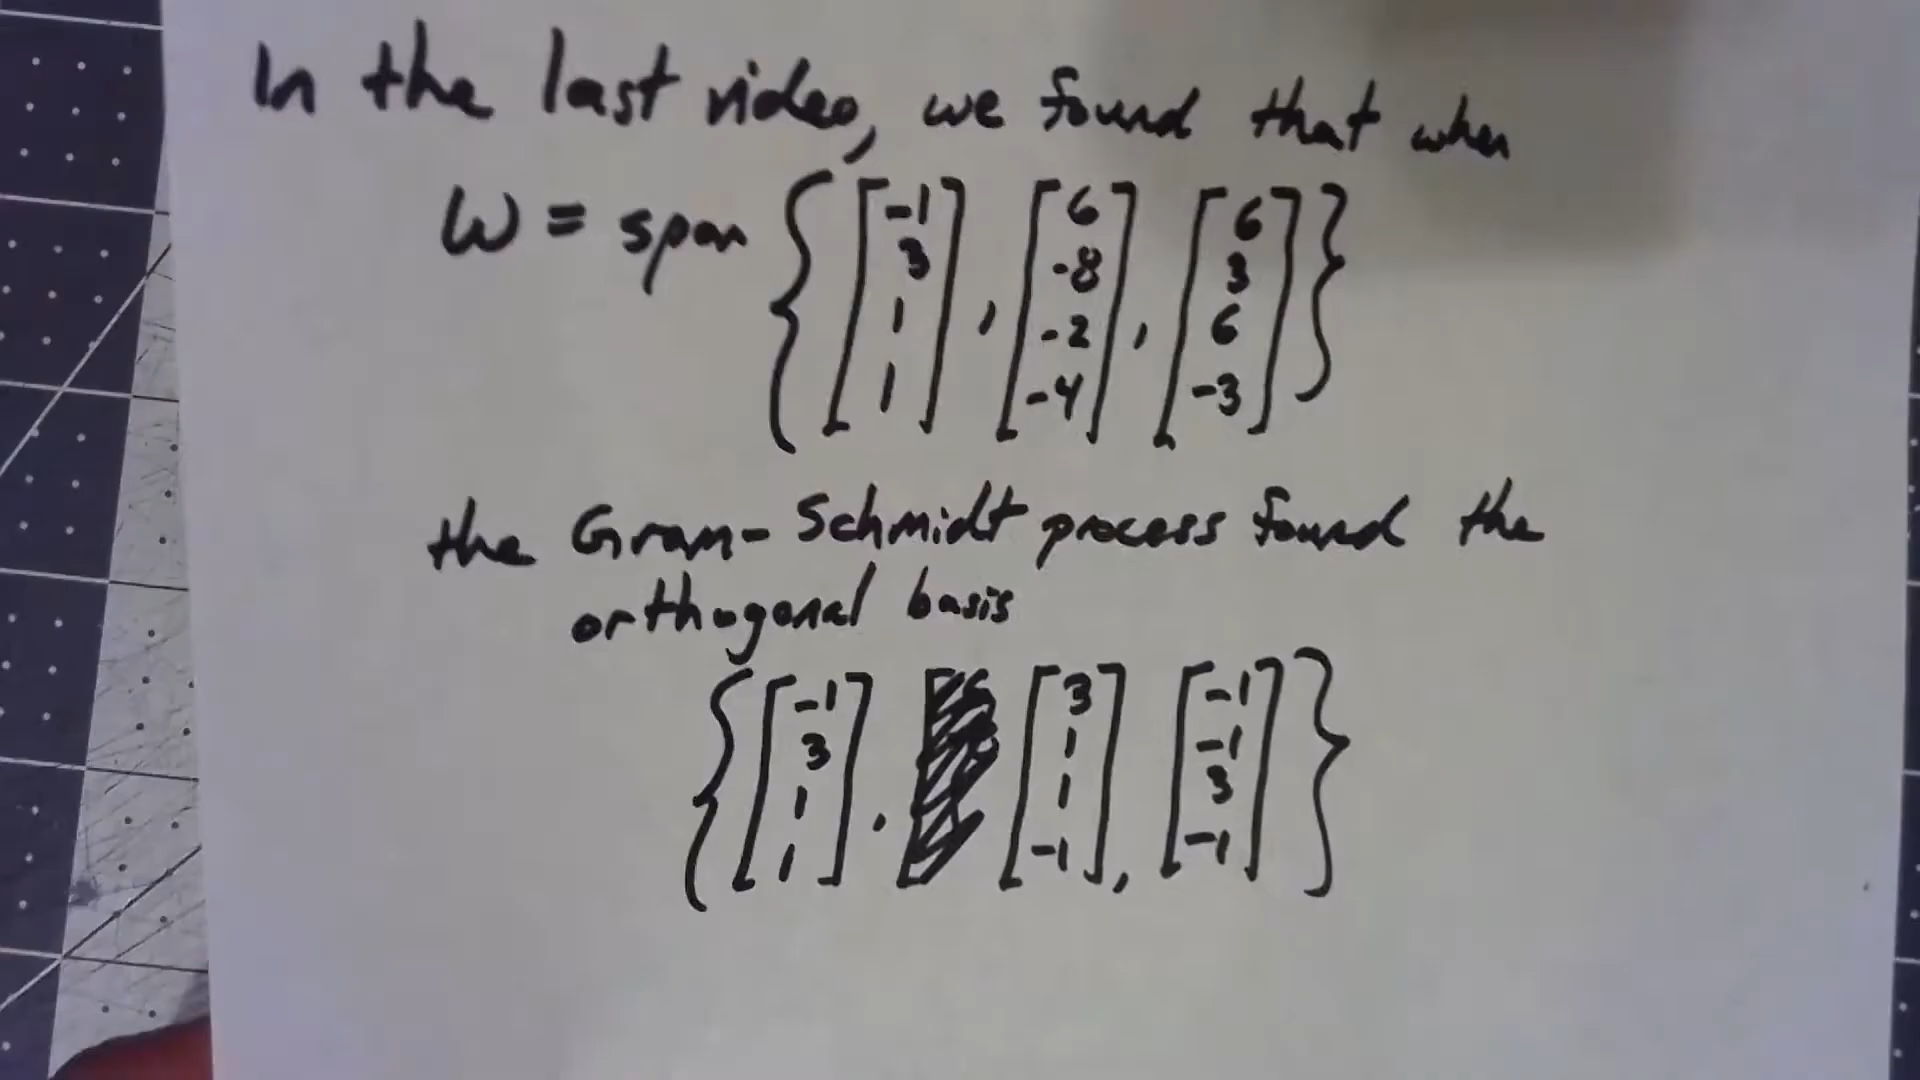 In the last video, we found that when
W = span { [-1 3 1 1], [6 -8 -2 -4], [6 3 6 -3] }
the Gram-Schmidt process found the
orthogonal basis
{ [-1 3 1 1], [3 1 1 -1], [-1 -1 3 -1] }